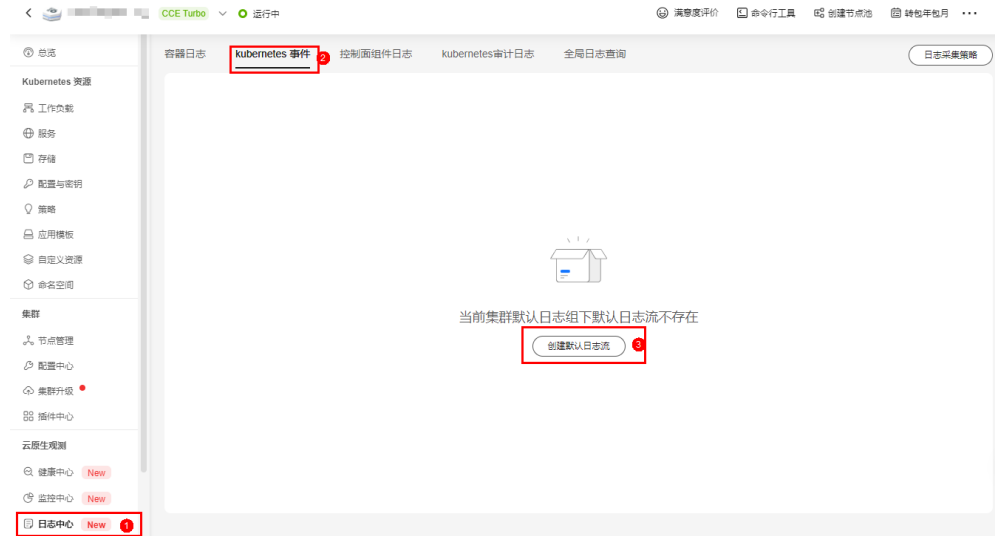 CCE Turbo 运行中 满意度评价 命令行工具 创建节点池 转包年包月
总览
Kubernetes 资源
工作负载
服务
存储
配置与密钥
策略
应用模板
自定义资源
命名空间
集群
节点管理
配置中心
集群升级
插件中心
云原生观测
健康中心 New
监控中心 New
日志中心 New 1
容器日志 kubernetes 事件 2 控制面组件日志 kubernetes审计日志 全局日志查询 日志采集策略
当前集群默认日志组下默认日志流不存在
创建默认日志流 3